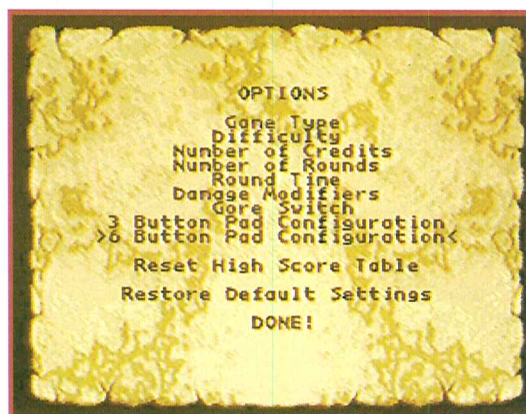 OPTIONS
Game Type
Difficulty
Number of Credits
Number of Rounds
Round Time
Damage Modifiers
Gore Switch
3 Button Pad Configuration
>6 Button Pad Configuration<
Reset High Score Table
Restore Default Settings
DONE!